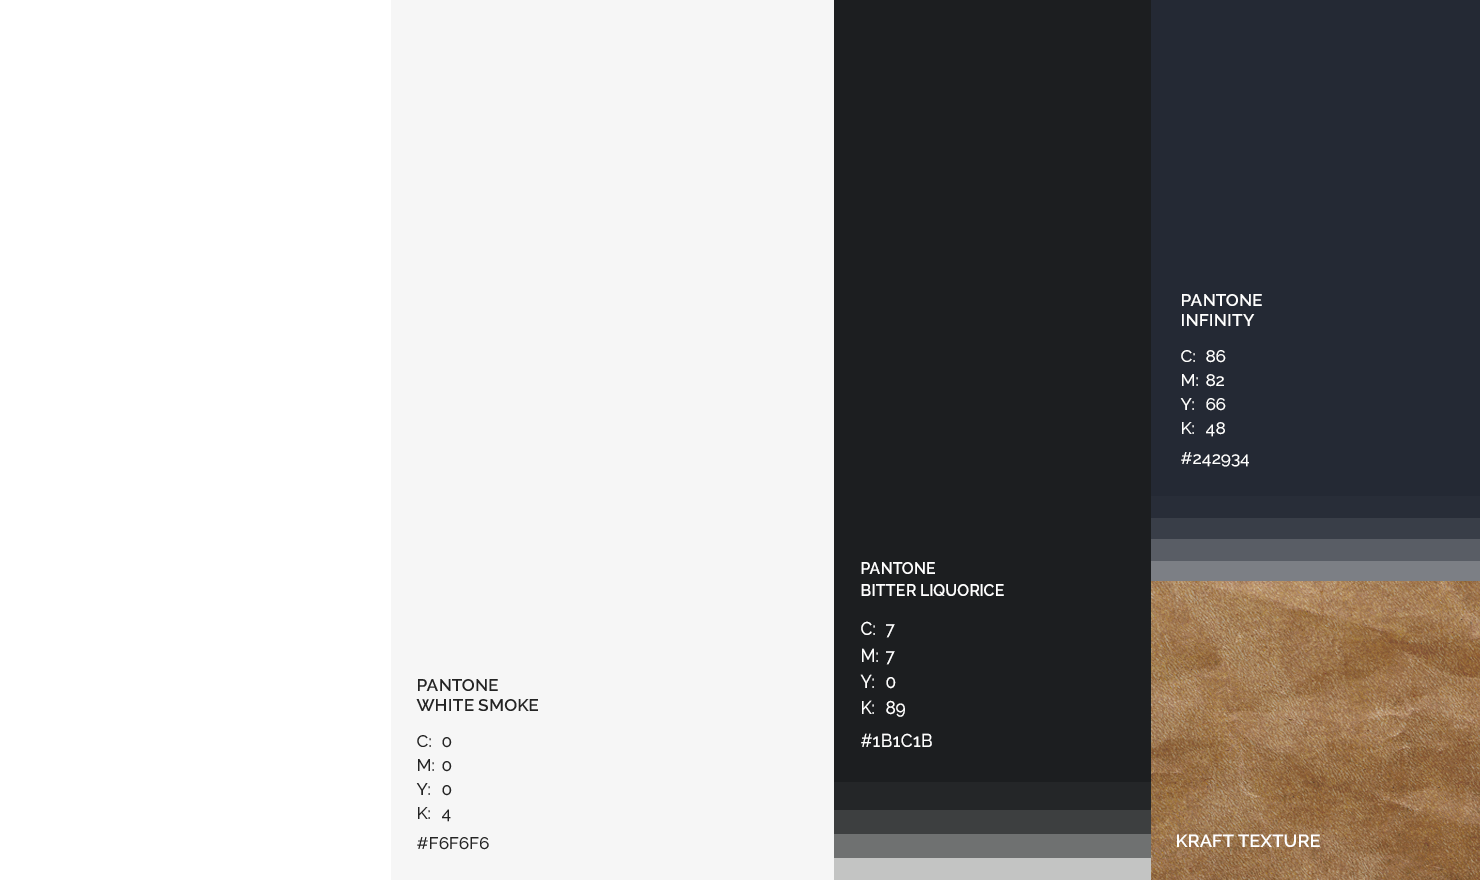 PANTONE
WHITE SMOKE
C: 0
M: 0
Y: 0
K: 4
#F6F6F6
PANTONE
BITTER LIQUORICE
C: 7
M: 7
Y: 0
K: 89
#1B1C1B
PANTONE
INFINITY
C: 86
M: 82
Y: 66
K: 48
#242934
KRAFT TEXTURE